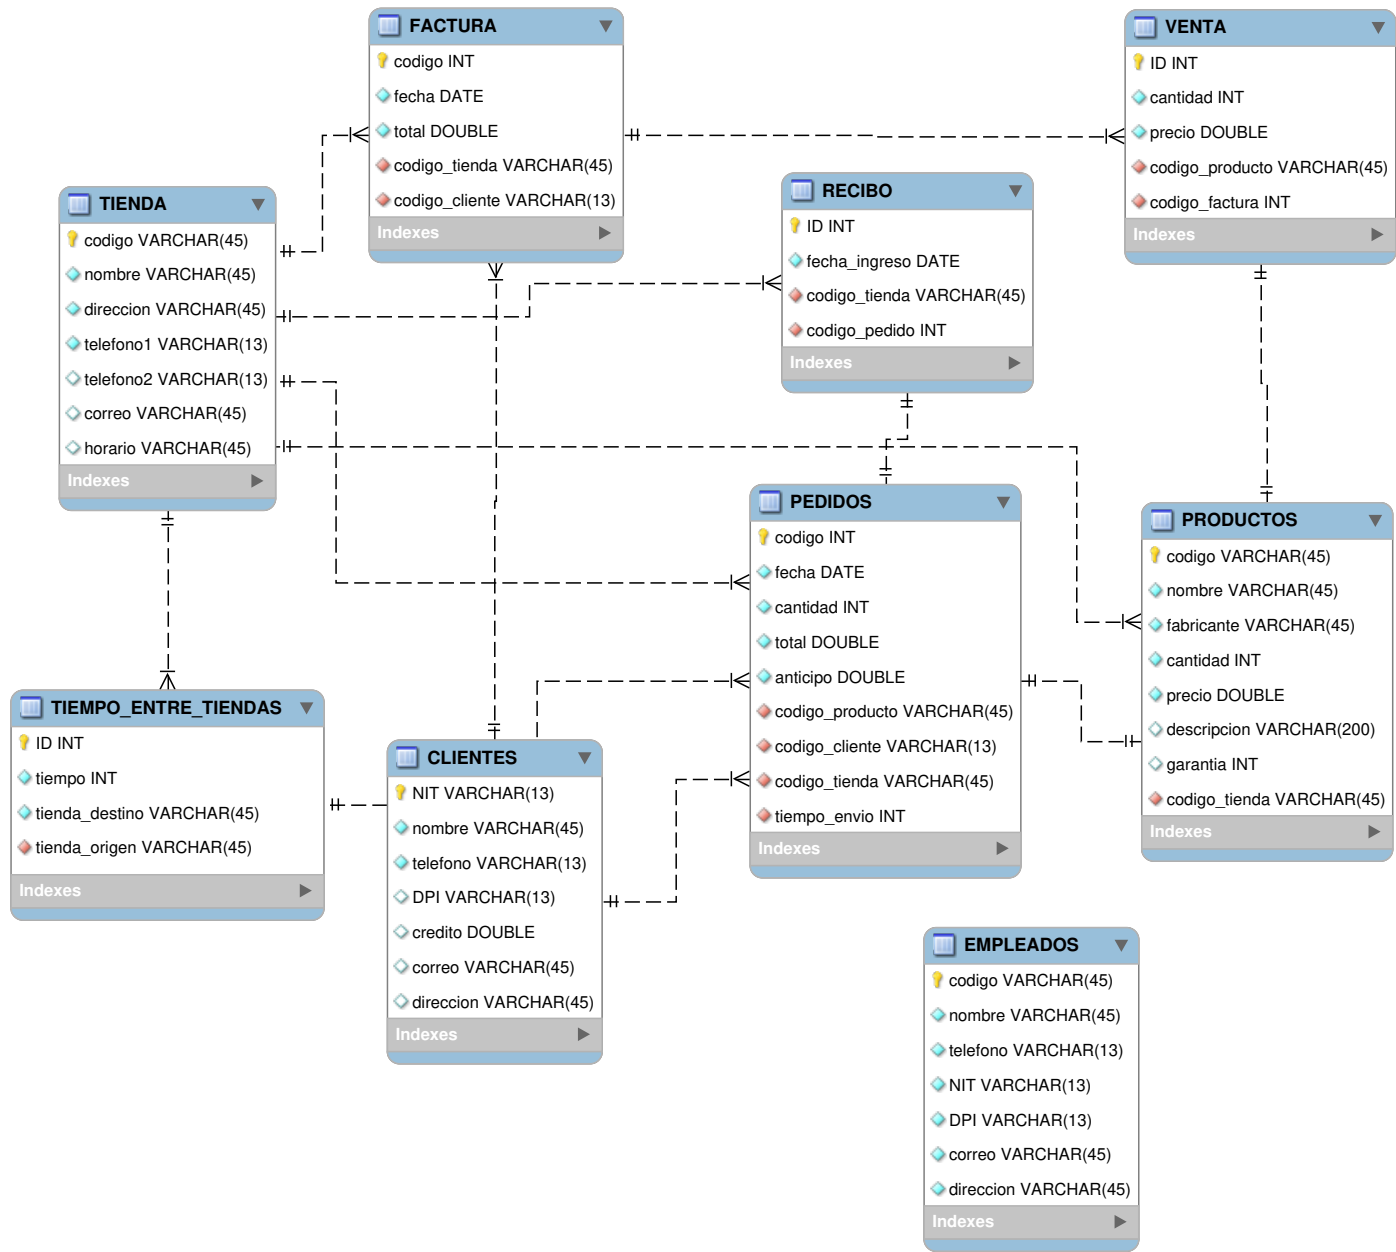 FACTURA
codigo INT
fecha DATE
total DOUBLE
codigo_tienda VARCHAR(45)
codigo_cliente VARCHAR(13)
Indexes
VENTA
ID INT
cantidad INT
precio DOUBLE
codigo_producto VARCHAR(45)
codigo_factura INT
Indexes
TIENDA
codigo VARCHAR(45)
nombre VARCHAR(45)
direccion VARCHAR(45)
telefono1 VARCHAR(13)
telefono2 VARCHAR(13)
correo VARCHAR(45)
horario VARCHAR(45)
Indexes
RECIBO
ID INT
fecha_ingreso DATE
codigo_tienda VARCHAR(45)
codigo_pedido INT
Indexes
PEDIDOS
codigo INT
fecha DATE
cantidad INT
total DOUBLE
anticipo DOUBLE
codigo_producto VARCHAR(45)
codigo_cliente VARCHAR(13)
codigo_tienda VARCHAR(45)
tiempo_envio INT
Indexes
PRODUCTOS
codigo VARCHAR(45)
nombre VARCHAR(45)
fabricante VARCHAR(45)
cantidad INT
precio DOUBLE
descripcion VARCHAR(200)
garantia INT
codigo_tienda VARCHAR(45)
Indexes
TIEMPO_ENTRE_TIENDAS
ID INT
tiempo INT
tienda_destino VARCHAR(45)
tienda_origen VARCHAR(45)
Indexes
CLIENTES
NIT VARCHAR(13)
nombre VARCHAR(45)
telefono VARCHAR(13)
DPI VARCHAR(13)
credito DOUBLE
correo VARCHAR(45)
direccion VARCHAR(45)
Indexes
EMPLEADOS
codigo VARCHAR(45)
nombre VARCHAR(45)
telefono VARCHAR(13)
NIT VARCHAR(13)
DPI VARCHAR(13)
correo VARCHAR(45)
direccion VARCHAR(45)
Indexes